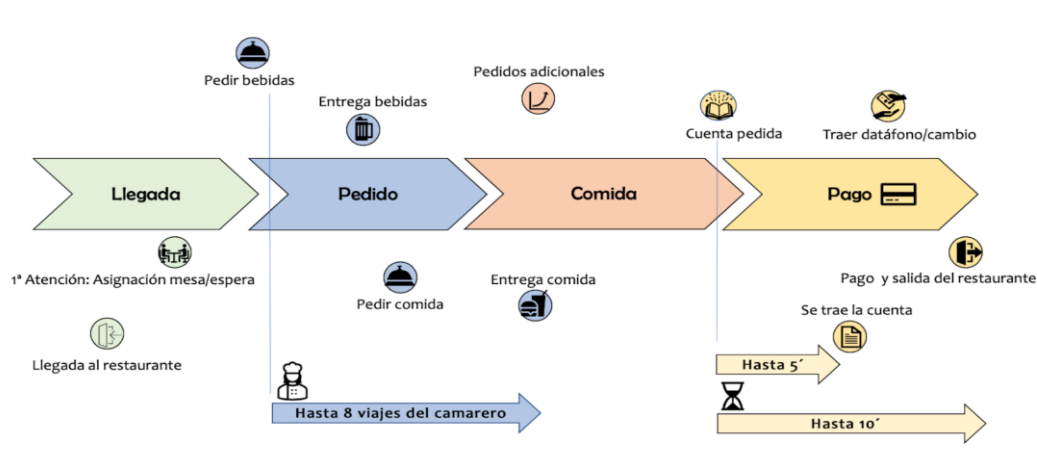 Pedir bebidas
Entrega bebidas
Pedidos adicionales
Cuenta pedida
Traer datáfono/cambio
Llegada
Pedido
Comida
Pago
1ª Atención: Asignación mesa/espera
Pedir comida
Entrega comida
Pago y salida del restaurante
Se trae la cuenta
Llegada al restaurante
Hasta 5´
Hasta 8 viajes del camarero
Hasta 10´